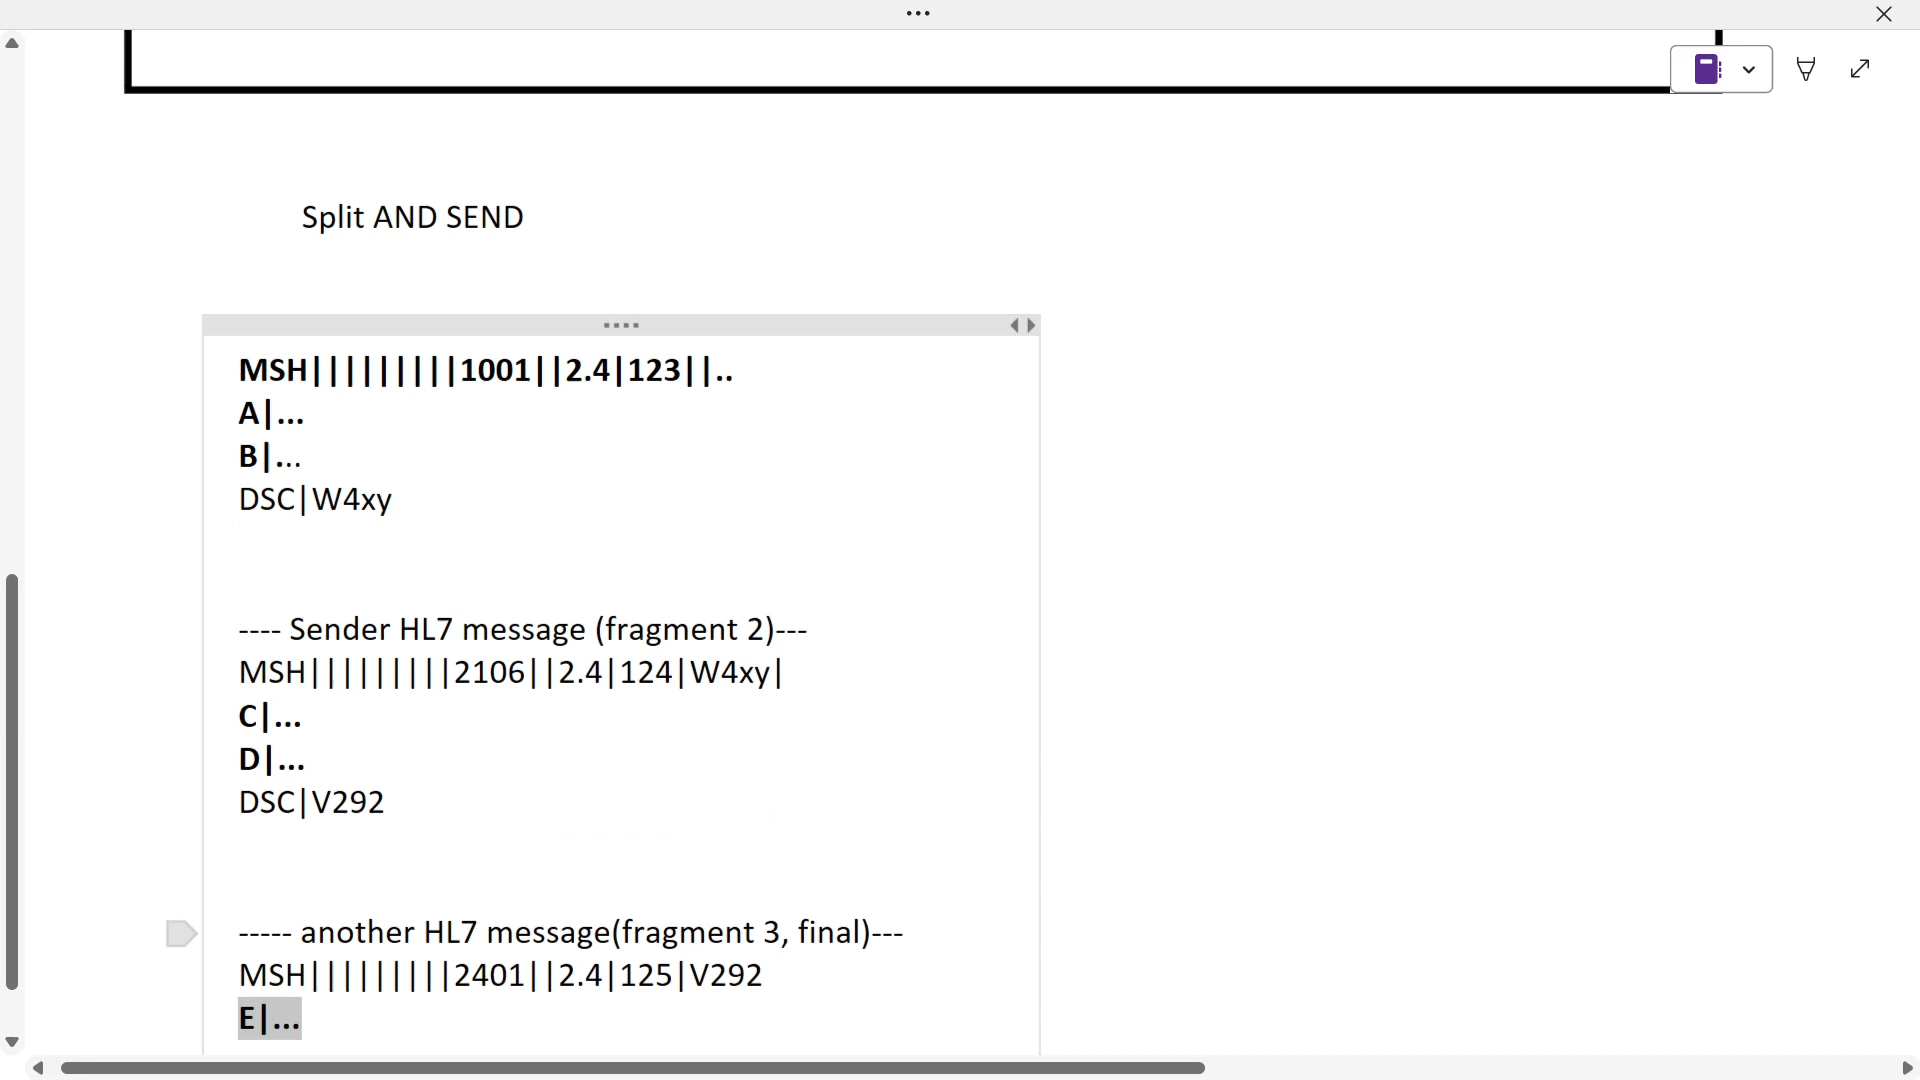 Split AND SEND
MSH|||||||||1001||2.4|123||..
A|...
B|...
DSC|W4xy
---- Sender HL7 message (fragment 2)---
MSH|||||||||2106||2.4|124|W4xy|
C|...
D|...
DSC|V292
----- another HL7 message(fragment 3, final)---
MSH|||||||||2401||2.4|125|V292
E|...